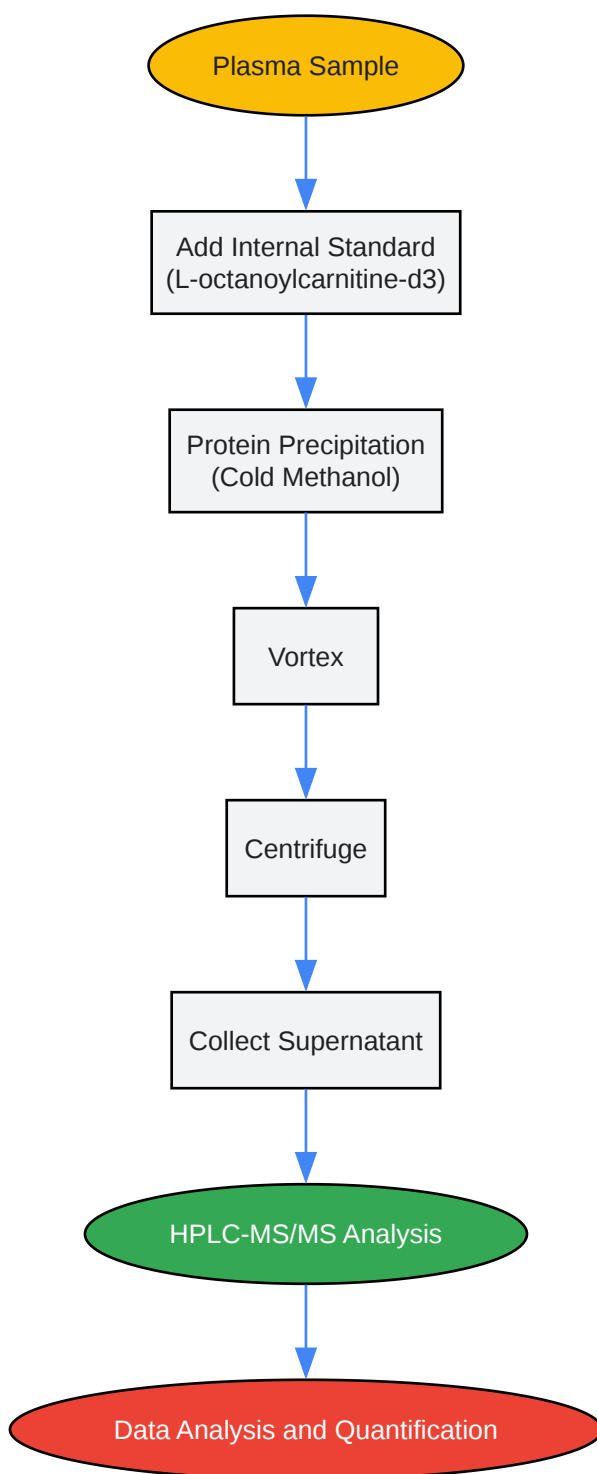 Plasma Sample
Add Internal Standard
(L-octanoylcarnitine-d3)
Protein Precipitation
(Cold Methanol)
Vortex
Centrifuge
Collect Supernatant
HPLC-MS/MS Analysis
Data Analysis and Quantification